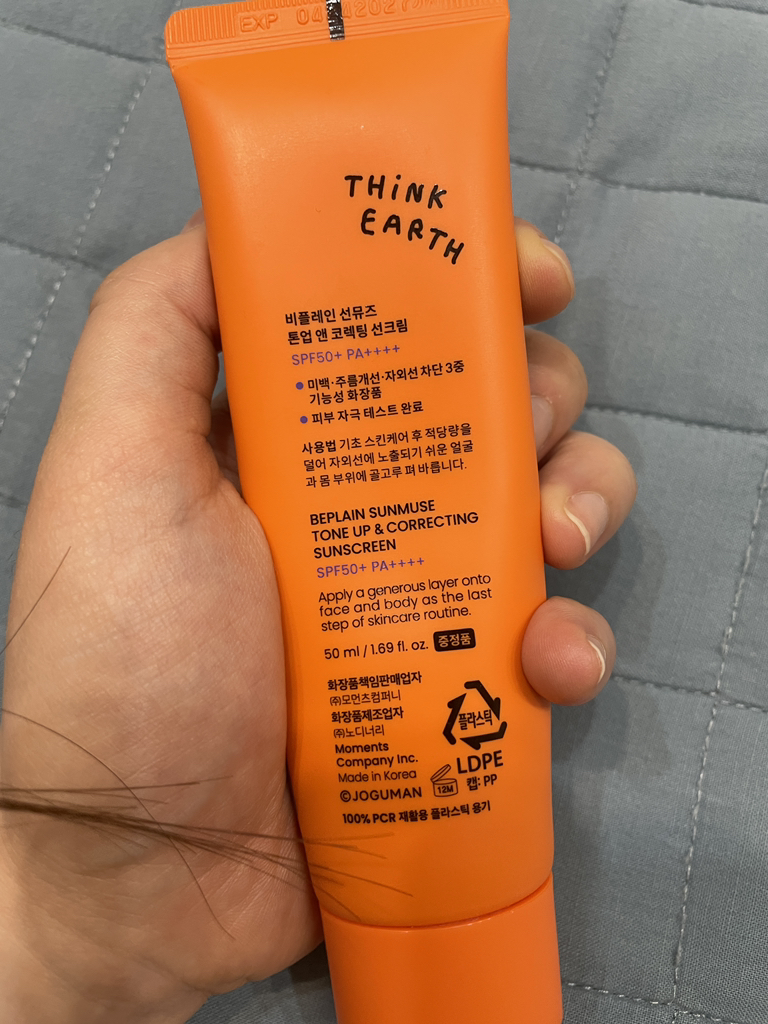 EXP
THiNK
EARTH
비플레인 선뮤즈
톤업 앤 코렉팅 선크림
SPF50+ PA++++
• 미백·주름개선·자외선 차단 3중
기능성 화장품
• 피부 자극 테스트 완료
사용법 기초 스킨케어 후 적당량을
덜어 자외선에 노출되기 쉬운 얼굴
과 몸 부위에 골고루 펴 바릅니다.
BEPLAIN SUNMUSE
TONE UP & CORRECTING
SUNSCREEN
SPF50+ PA++++
Apply a generous layer onto
face and body as the last
step of skincare routine.
50 ml / 1.69 fl. oz. 증정품
화장품책임판매업자
㈜모먼츠컴퍼니
화장품제조업자
㈜노디너리
Moments
Company Inc.
Made in Korea
©JOGUMAN
플라스틱
LDPE
캡: PP
12M
100% PCR 재활용 플라스틱 용기